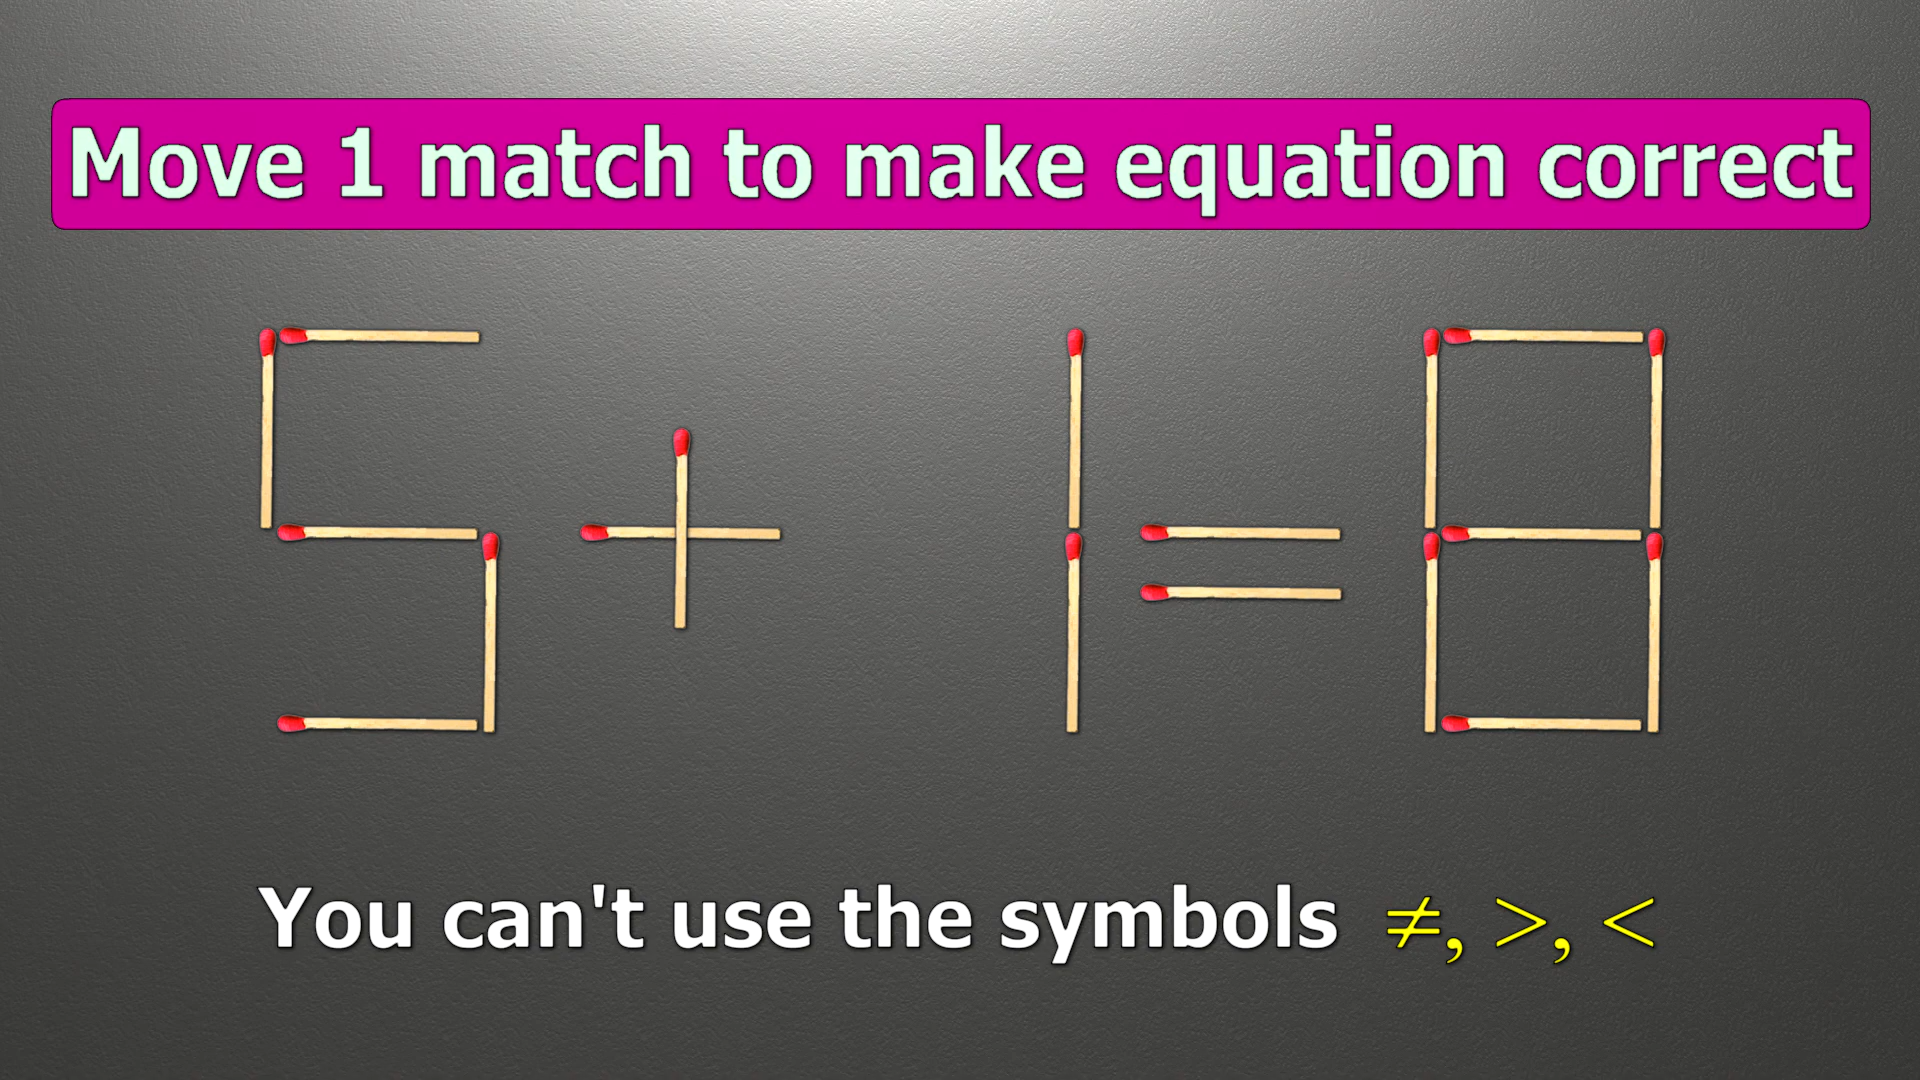 Move 1 match to make equation correct
5 + 1 = 8
You can't use the symbols ≠, >, <